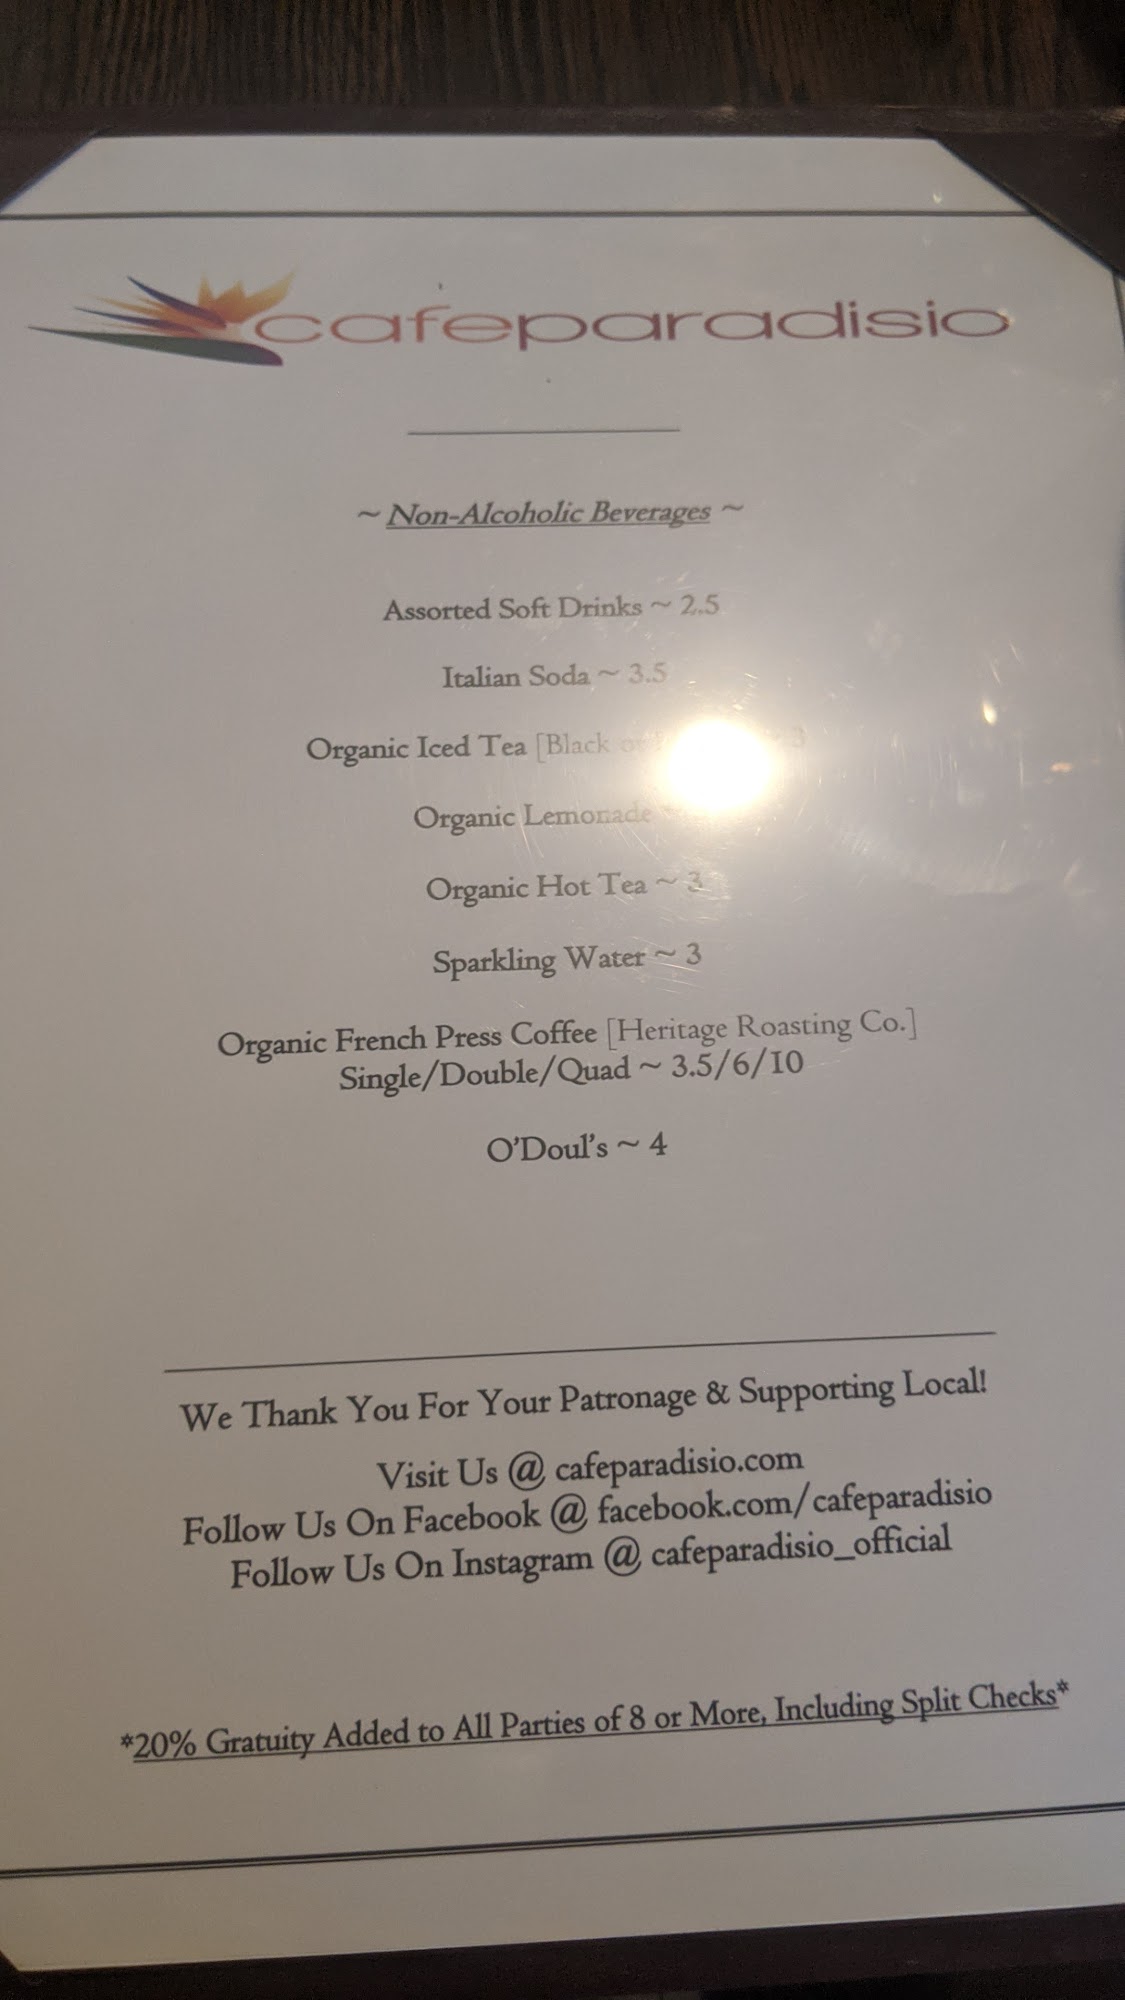 cafeparadisio
~ Non-Alcoholic Beverages ~
Assorted Soft Drinks ~ 2.5
Italian Soda ~ 3.5
Organic Iced Tea [Black or 3
Organic Lemonade
Organic Hot Tea ~ 3
Sparkling Water ~ 3
Organic French Press Coffee [Heritage Roasting Co.]
Single/Double/Quad ~ 3.5/6/10
O'Doul's ~ 4
We Thank You For Your Patronage & Supporting Local!
Visit Us @ cafeparadisio.com
Follow Us On Facebook @ facebook.com/cafeparadisio
Follow Us On Instagram @ cafeparadisio_official
*20% Gratuity Added to All Parties of 8 or More, Including Split Checks*